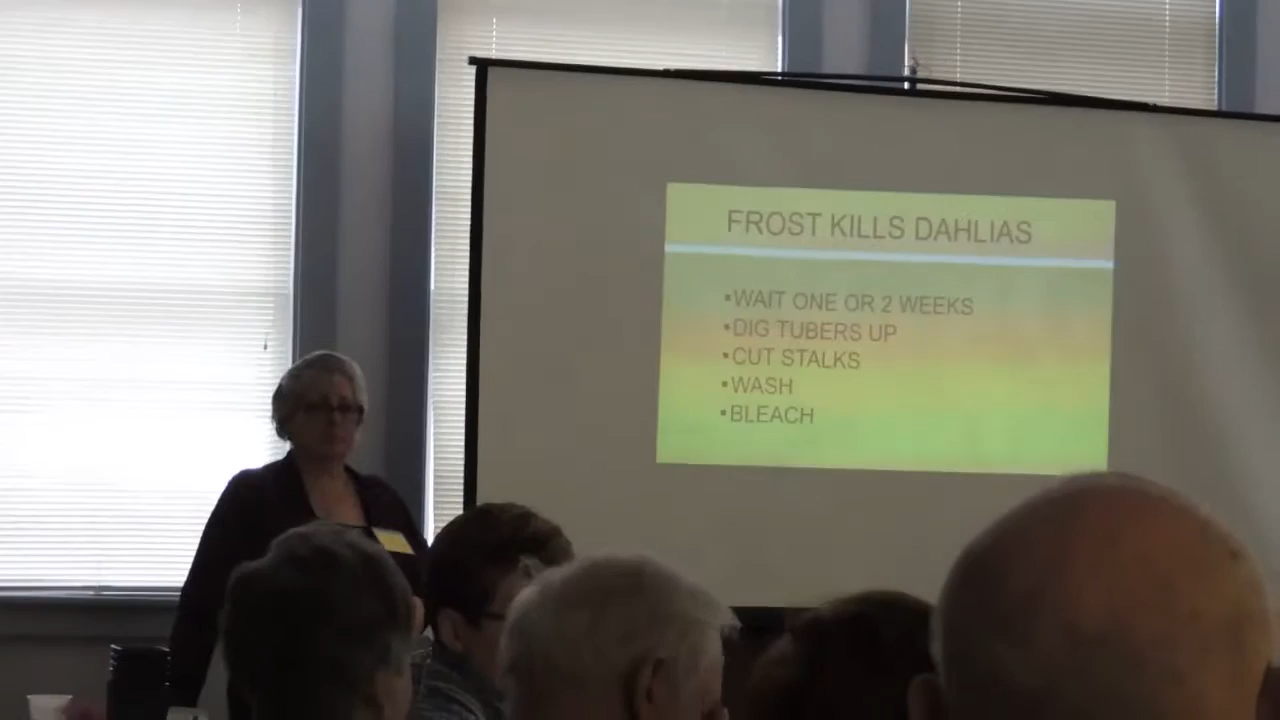 FROST KILLS DAHLIAS
▪WAIT ONE OR 2 WEEKS
▪DIG TUBERS UP
▪CUT STALKS
▪WASH
▪BLEACH